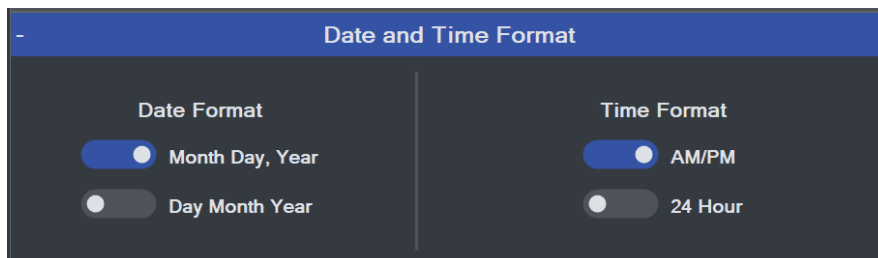 -
Date and Time Format
Date Format
Month Day, Year
Day Month Year
Time Format
AM/PM
24 Hour